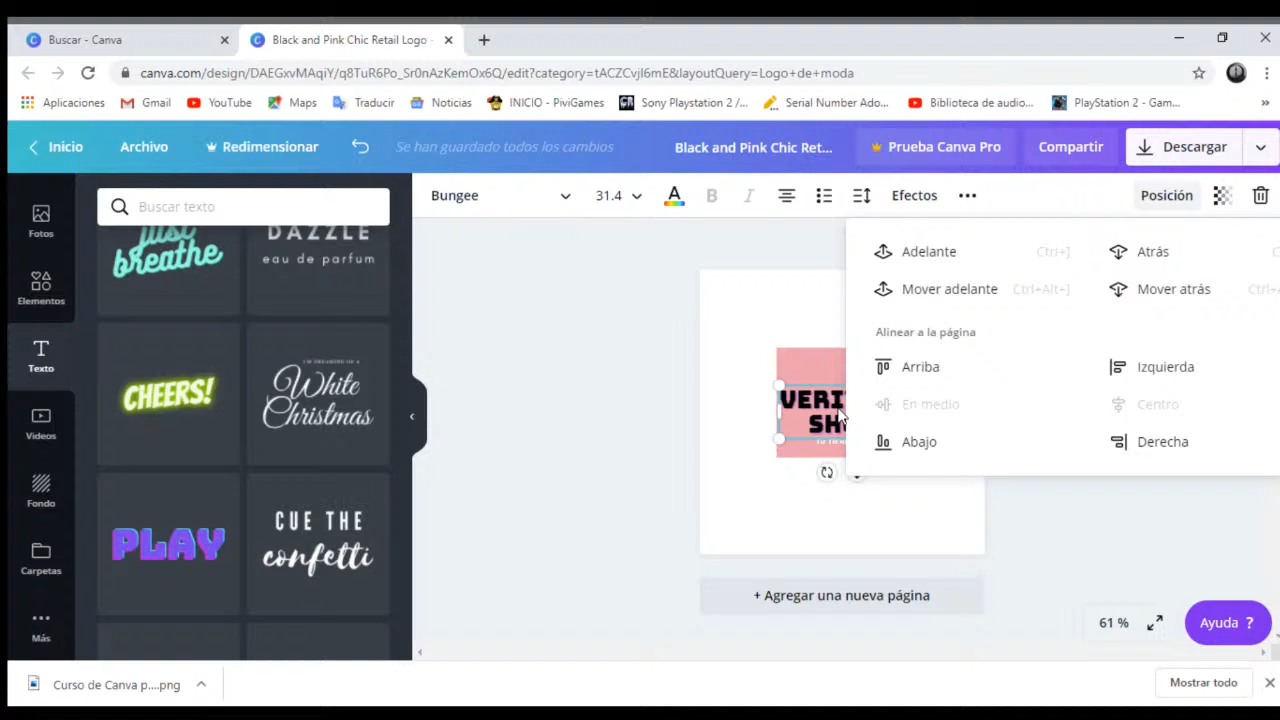 Buscar - Canva
Black and Pink Chic Retail Logo -
canva.com/design/DAEGxvMAqiY/q8TuR6Po_Sr0nAzKemOx6Q/edit?category=tACZCvjI6mE&layoutQuery=Logo+de+moda
Aplicaciones Gmail YouTube Maps Traducir Noticias INICIO - PiviGames Sony Playstation 2 /... Serial Number Ado... Biblioteca de audio... PlayStation 2 - Gam... »
Inicio Archivo Redimensionar Se han guardado todos los cambios Black and Pink Chic Ret... Prueba Canva Pro Compartir Descargar
Bungee 31.4 A B I Efectos ••• Posición
Buscar texto
Fotos
Elementos
Texto
Videos
Fondo
Carpetas
Más
just
breathe
DAZZLE
eau de parfum
CHEERS!
I'M DREAMING OF A
White
Christmas
PLAY
CUE THE
confetti
VERI
SH
Adelante Ctrl+]
Atrás
Mover adelante Ctrl+Alt+]
Mover atrás Ctrl+A
Alinear a la página
Arriba
Izquierda
En medio
Centro
Abajo
Derecha
+ Agregar una nueva página
61 %
Ayuda ?
Curso de Canva p....png
Mostrar todo